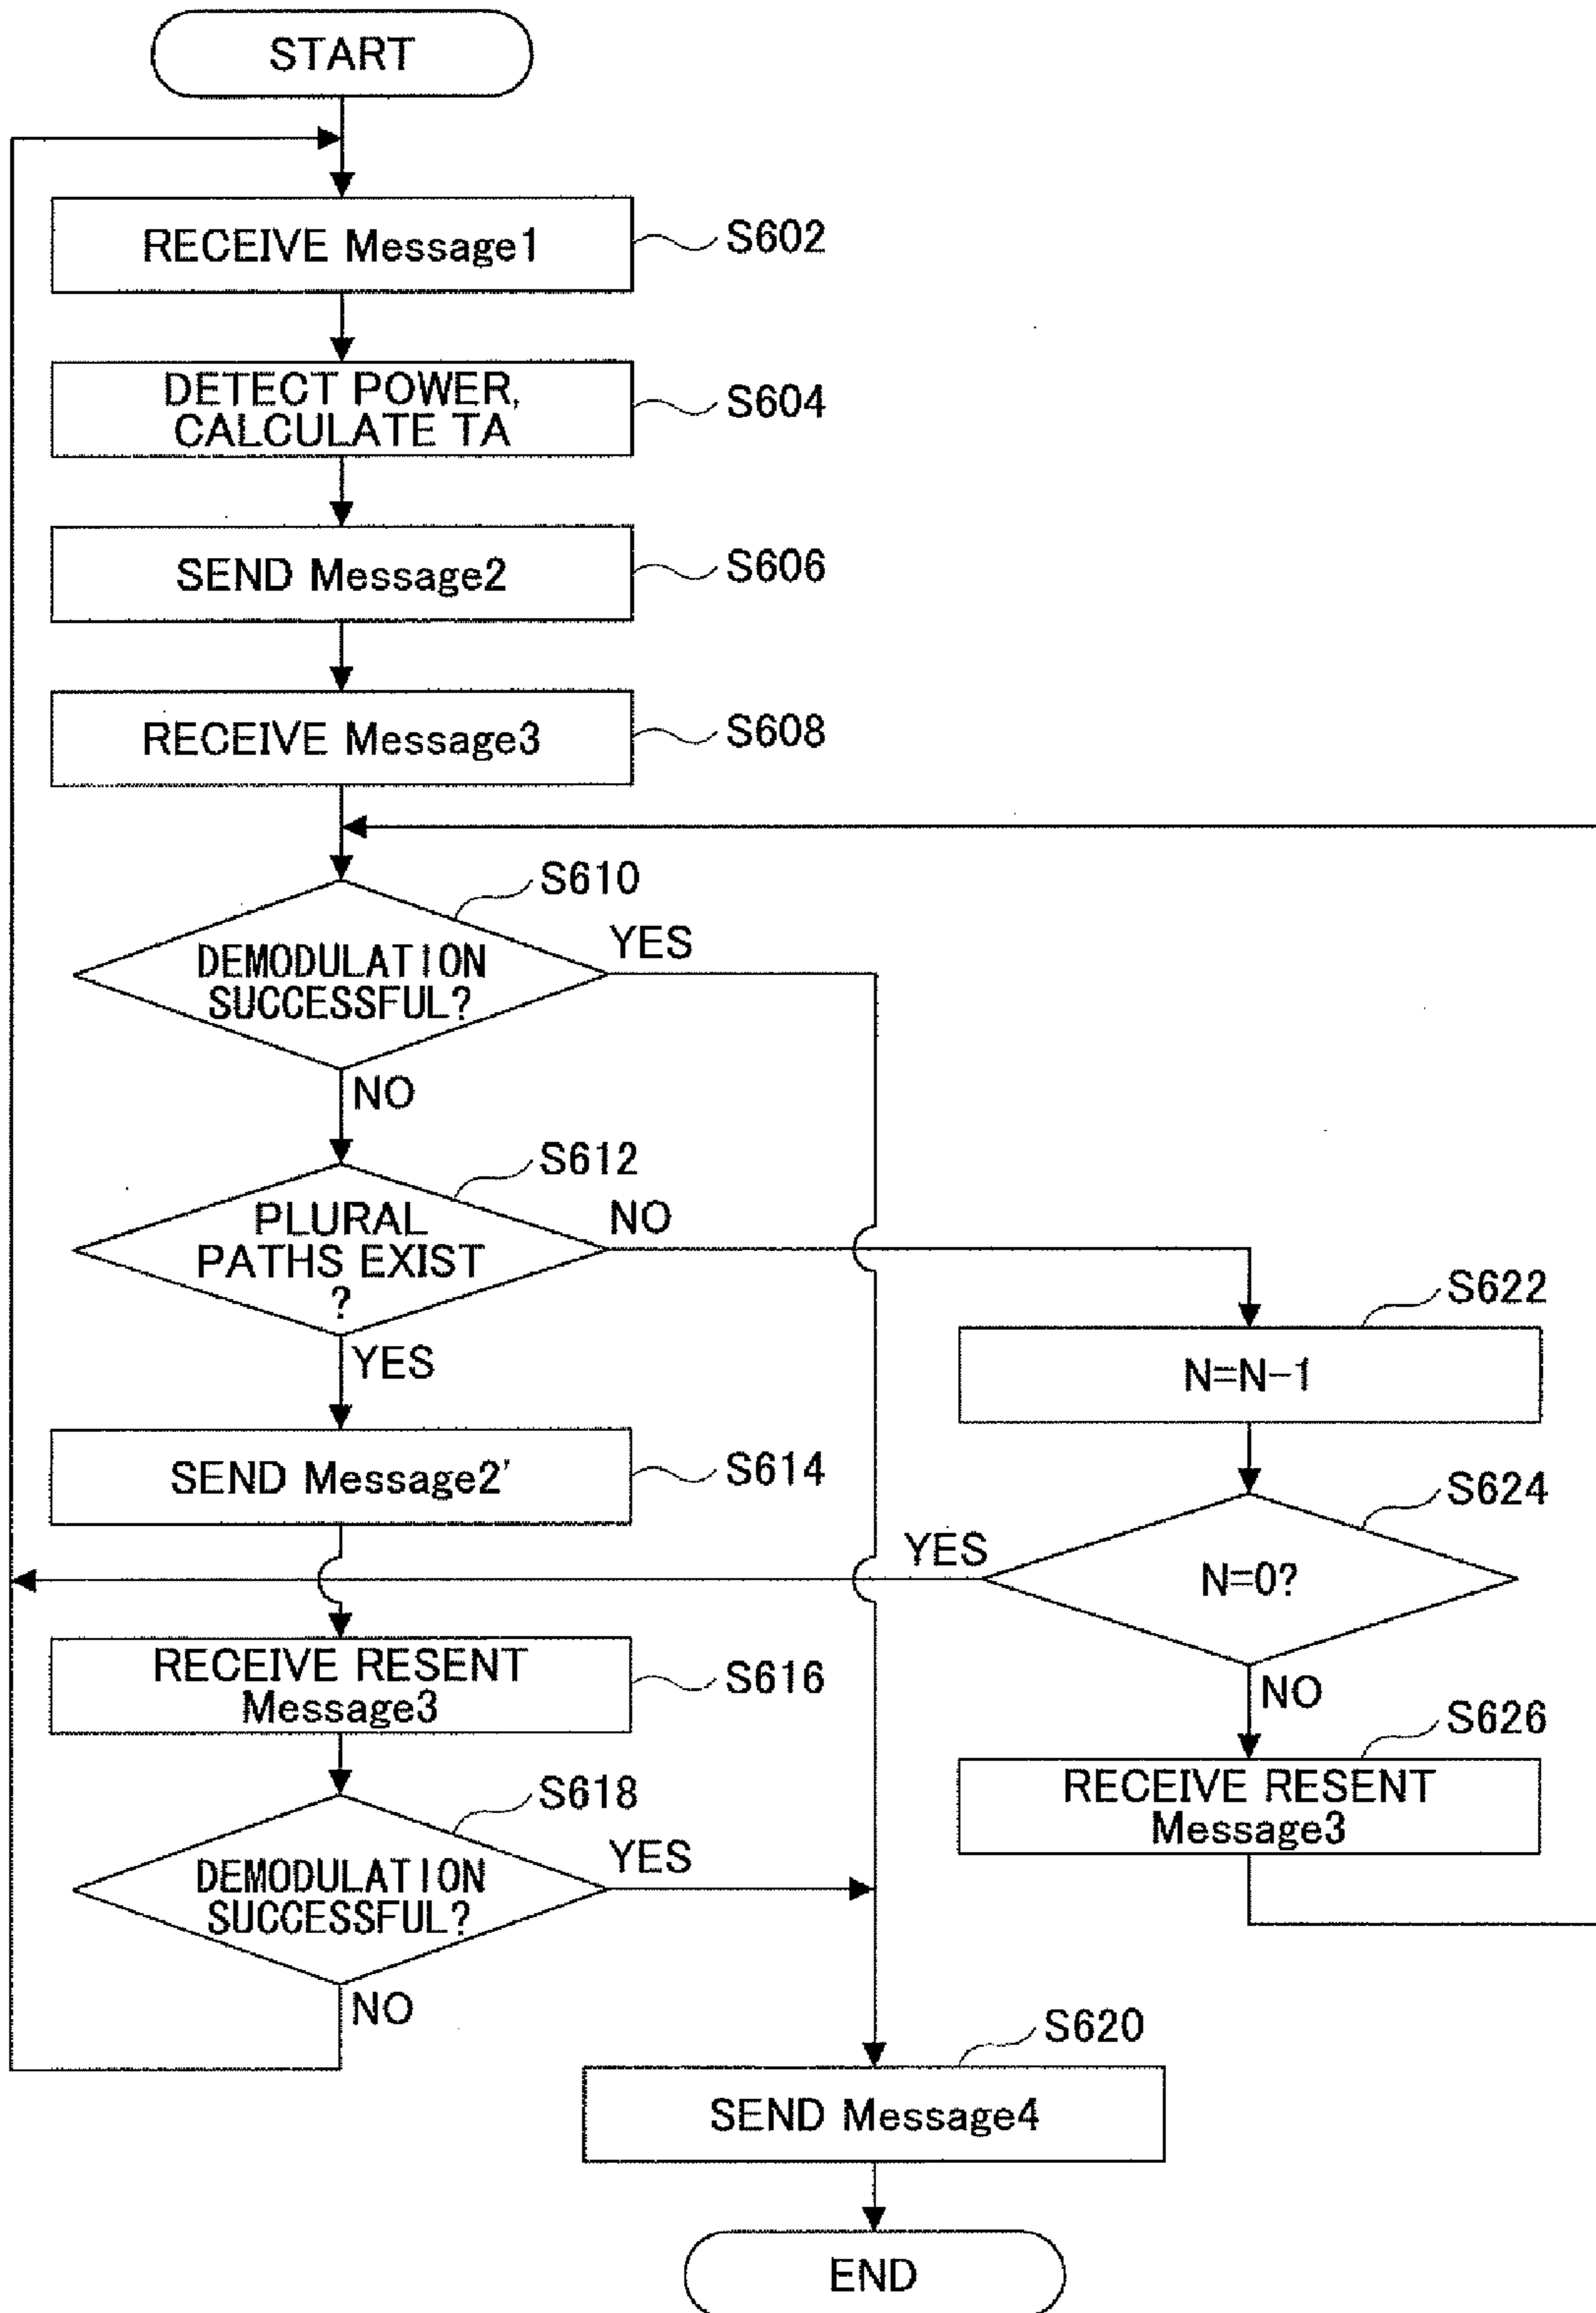 START
RECEIVE Message1
S602
DETECT POWER,
CALCULATE TA
S604
SEND Message2
S606
RECEIVE Message3
S608
S610
DEMODULATION
SUCCESSFUL?
YES
NO
S612
PLURAL
PATHS EXIST
?
NO
YES
S622
N=N-1
SEND Message2'
S614
S624
N=0?
YES
NO
RECEIVE RESENT
Message3
S616
S626
RECEIVE RESENT
Message3
S618
DEMODULATION
SUCCESSFUL?
YES
NO
S620
SEND Message4
END